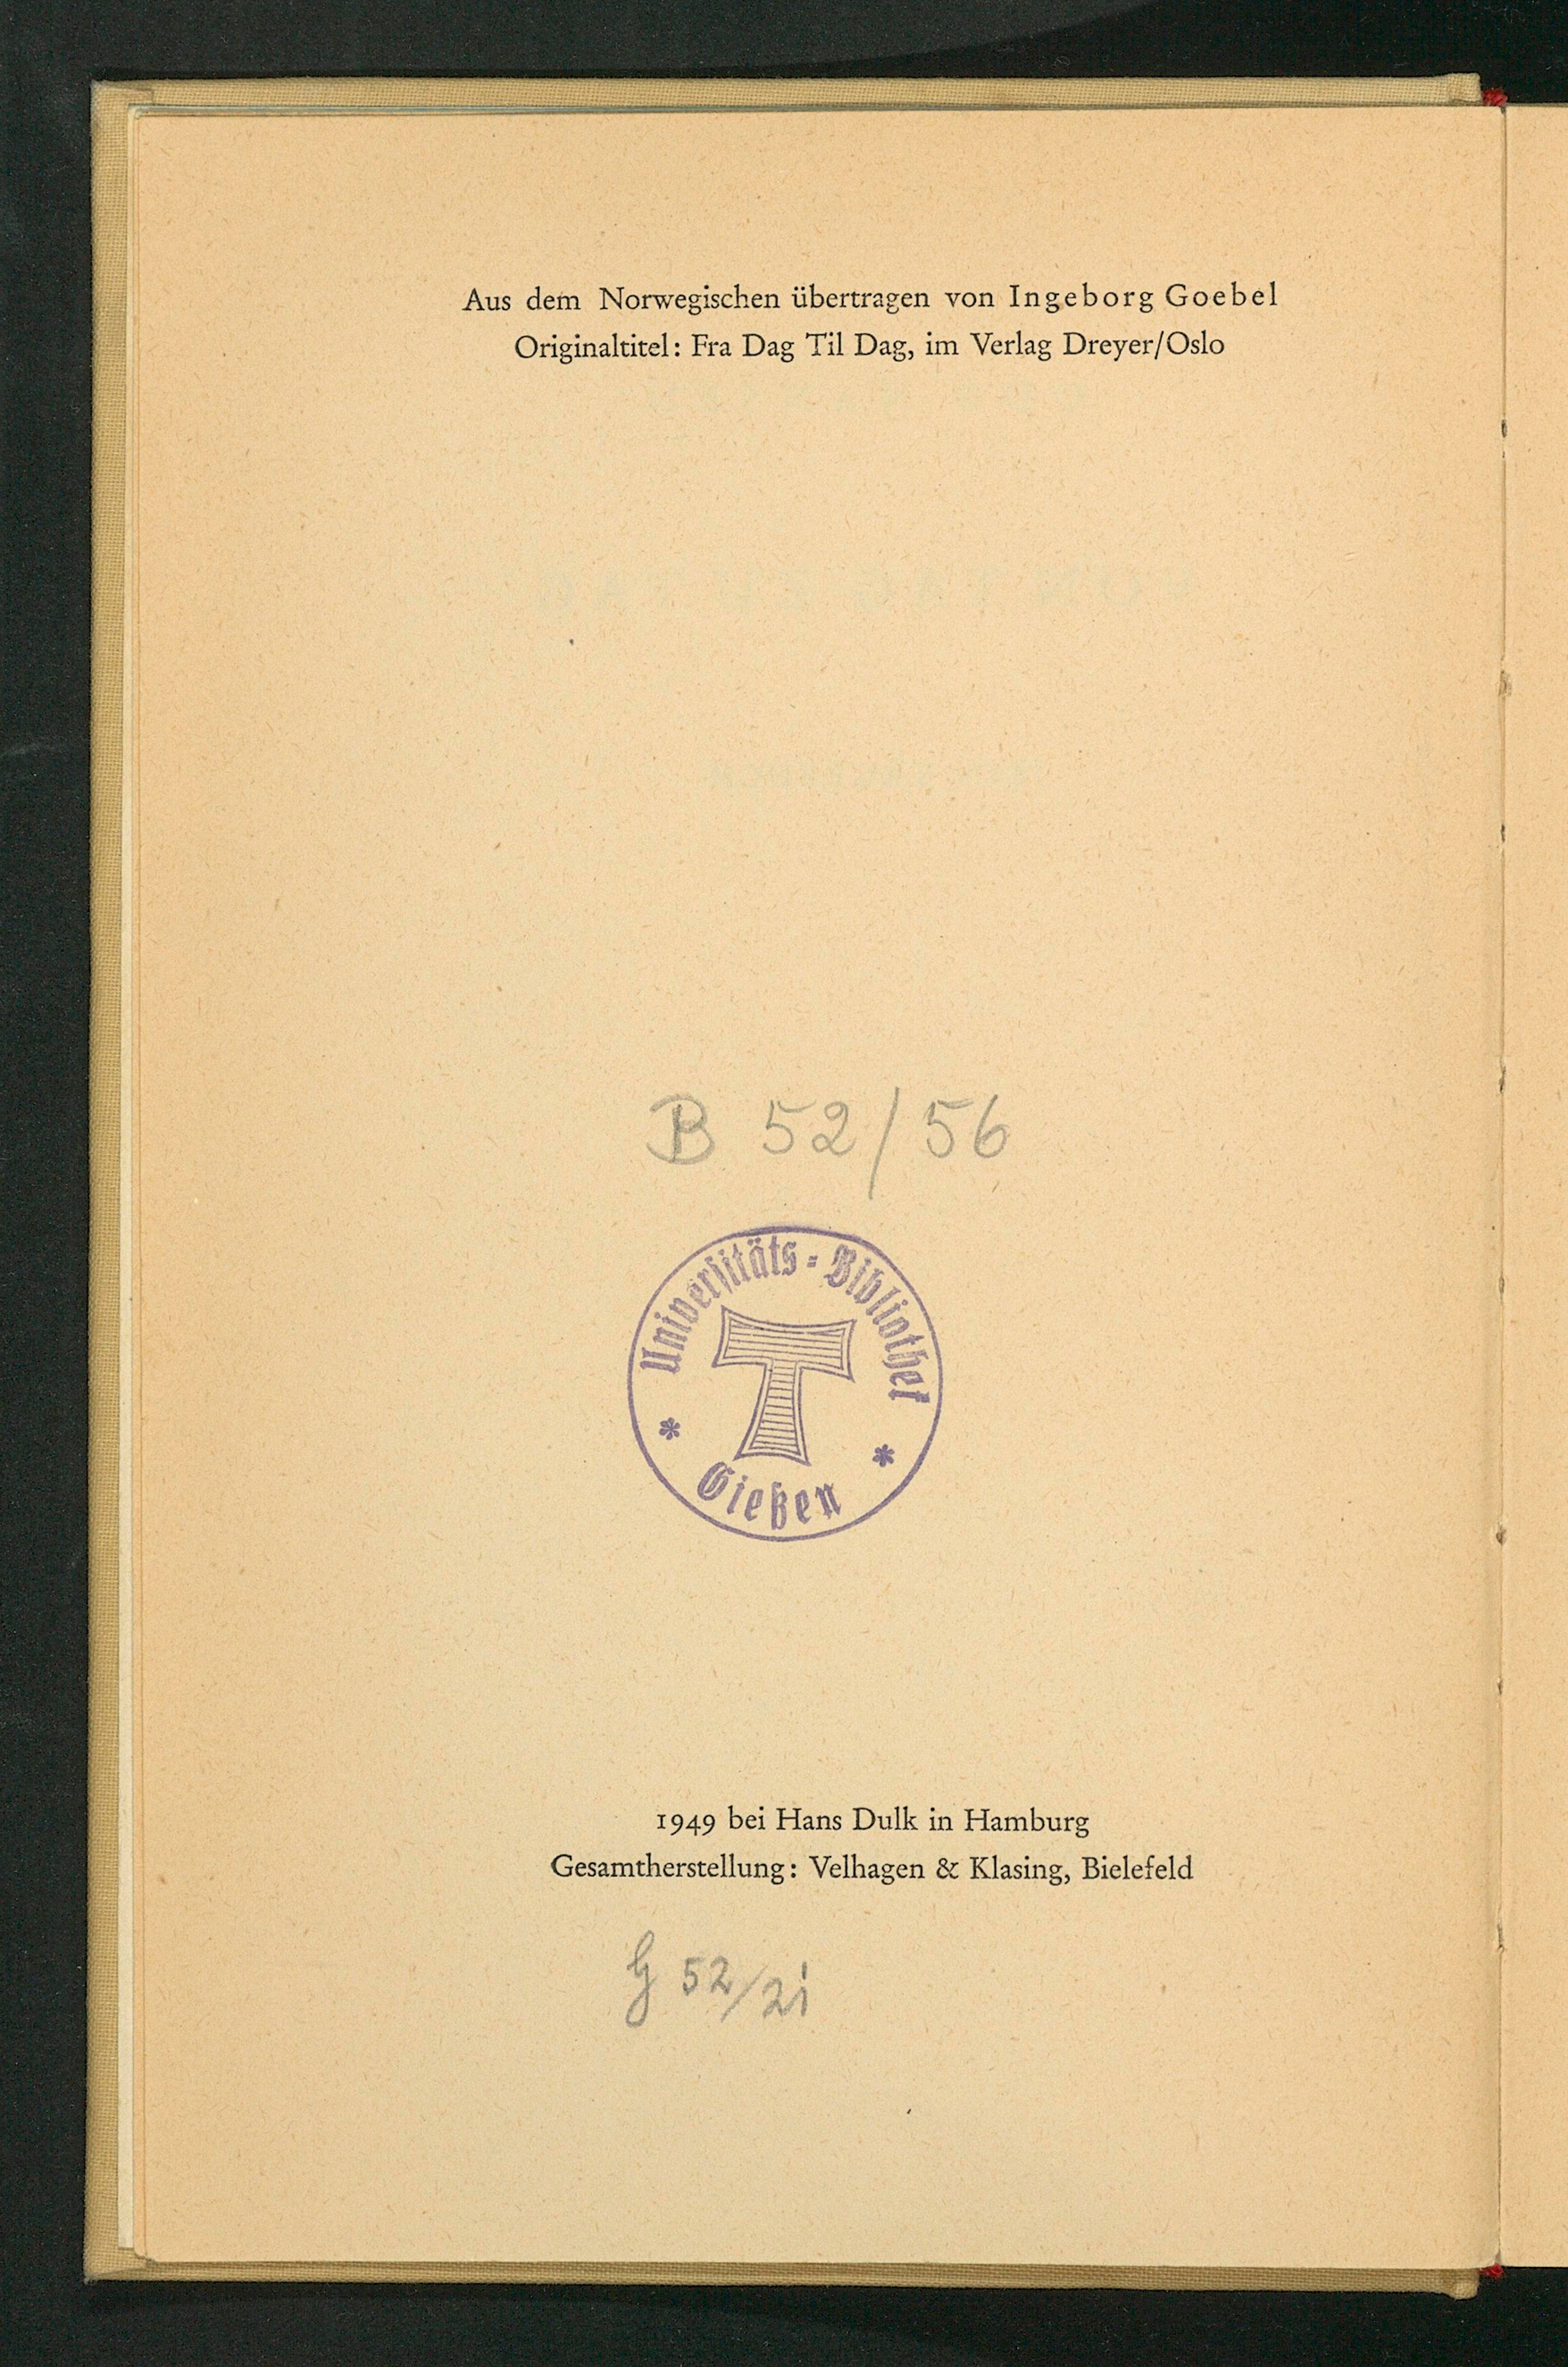 Aus dem Norwegischen übertragen von Ingeborg Goebel
Originaltitel: Fra Dag Til Dag, im Verlag Dreyer/Oslo
B 52/56
Universitäts-Bibliothek
* *
Gießen
1949 bei Hans Dulk in Hamburg
Gesamtherstellung: Velhagen & Klasing, Bielefeld
G 52/21